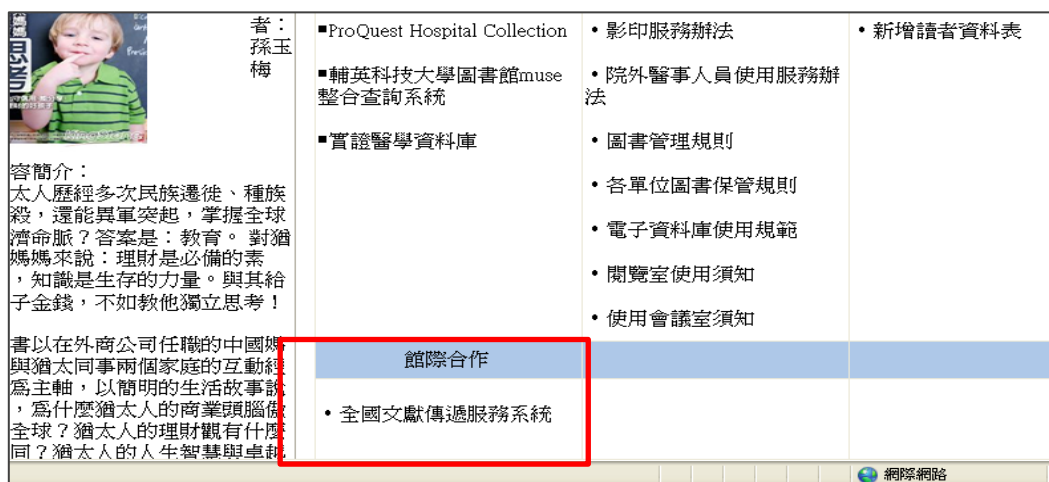 者：
孫玉
梅
容簡介：
太人歷經多次民族遷徙、種族
殺，還能異軍突起，掌握全球
濟命脈？答案是：教育。 對猶
媽媽來說：理財是必備的素
，知識是生存的力量。與其給
子金錢，不如教他獨立思考！
書以在外商公司任職的中國媽
與猶太同事兩個家庭的互動經
為主軸，以簡明的生活故事說
，為什麼猶太人的商業頭腦傲
全球？猶太人的理財觀有什麼
同？猶太人的人生智慧與卓越
■ProQuest Hospital Collection
■輔英科技大學圖書館muse
整合查詢系統
■實證醫學資料庫
• 影印服務辦法
• 院外醫事人員使用服務辦
法
• 圖書管理規則
• 各單位圖書保管規則
• 電子資料庫使用規範
• 閱覽室使用須知
• 使用會議室須知
• 新增讀者資料表
館際合作
• 全國文獻傳遞服務系統
網際網路